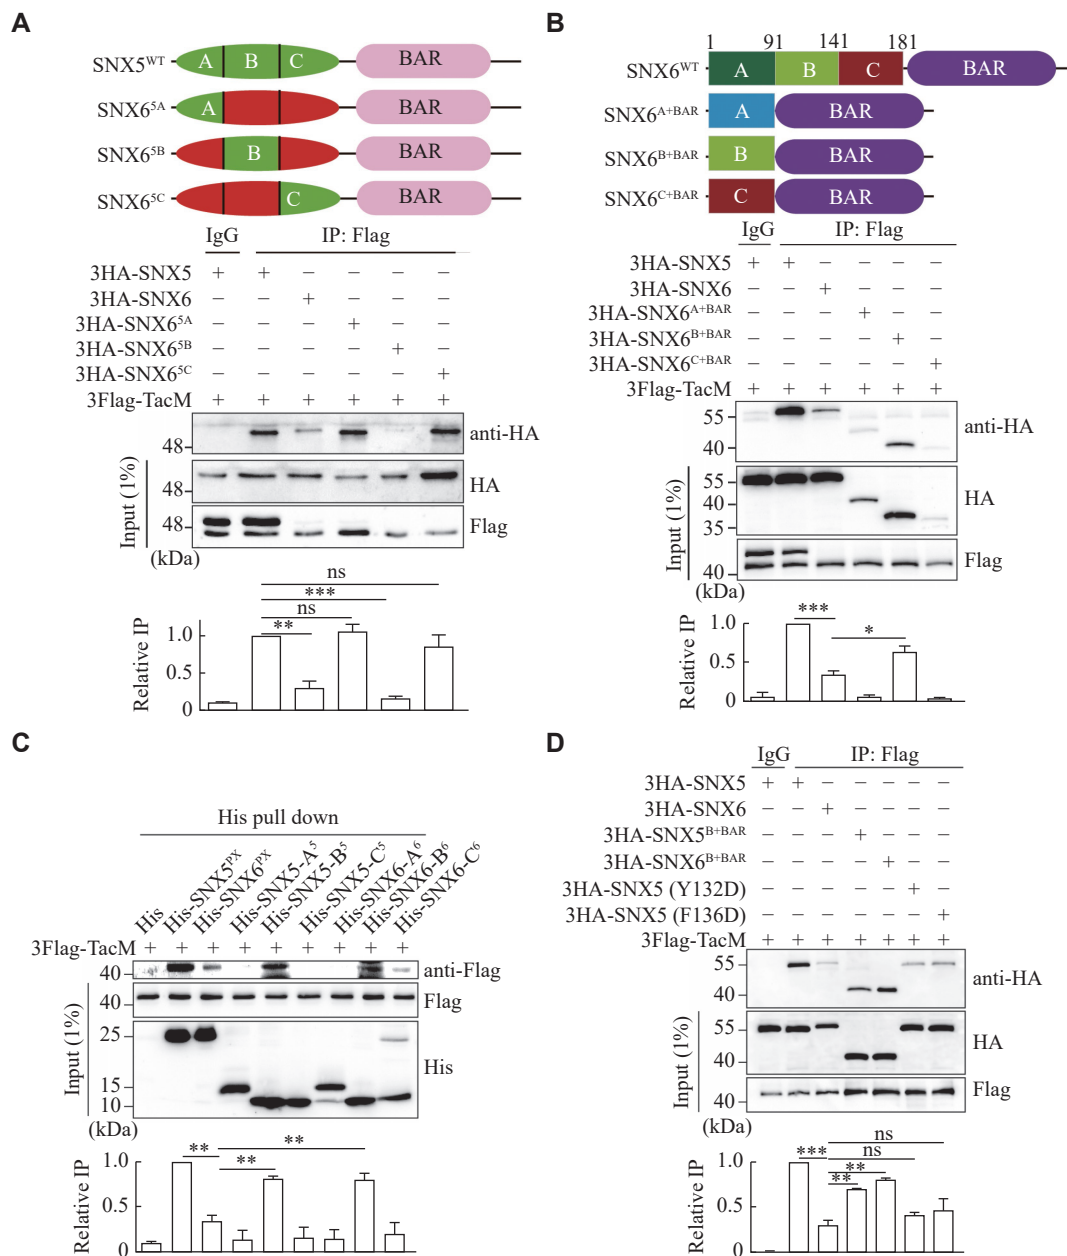 A
SNX5WT A B C BAR
SNX65A A BAR
SNX65B B BAR
SNX65C C BAR
IgG IP: Flag
3HA-SNX5 + + – – – –
3HA-SNX6 – – + – – –
3HA-SNX65A – – – + – –
3HA-SNX65B – – – – + –
3HA-SNX65C – – – – – +
3Flag-TacM + + + + + +
48 anti-HA
48 HA
48 Flag
Input (1%)
(kDa)
ns
***
ns
**
Relative IP
1.0
0.5
0
B
1 91 141 181
SNX6WT A B C BAR
SNX6A+BAR A BAR
SNX6B+BAR B BAR
SNX6C+BAR C BAR
IgG IP: Flag
3HA-SNX5 + + – – – –
3HA-SNX6 – – + – – –
3HA-SNX6A+BAR – – – + – –
3HA-SNX6B+BAR – – – – + –
3HA-SNX6C+BAR – – – – – +
3Flag-TacM + + + + + +
55 anti-HA
40
55 HA
40
35
40 Flag
Input (1%)
(kDa)
***
*
Relative IP
1.0
0.5
0
C
His pull down
His His-SNX5PX His-SNX6PX His-SNX5-A5 His-SNX5-B5 His-SNX5-C5 His-SNX6-A6 His-SNX6-B6 His-SNX6-C6
3Flag-TacM + + + + + + + + +
40 anti-Flag
40 Flag
25 His
15
10
Input (1%)
(kDa)
**
**
**
Relative IP
1.0
0.5
0
D
IgG IP: Flag
3HA-SNX5 + + – – – – –
3HA-SNX6 – – + – – – –
3HA-SNX5B+BAR – – – + – – –
3HA-SNX6B+BAR – – – – + – –
3HA-SNX5 (Y132D) – – – – – + –
3HA-SNX5 (F136D) – – – – – – +
3Flag-TacM + + + + + + +
55 anti-HA
40
55 HA
40
40 Flag
Input (1%)
(kDa)
ns
*** ns
**
**
Relative IP
1.0
0.5
0